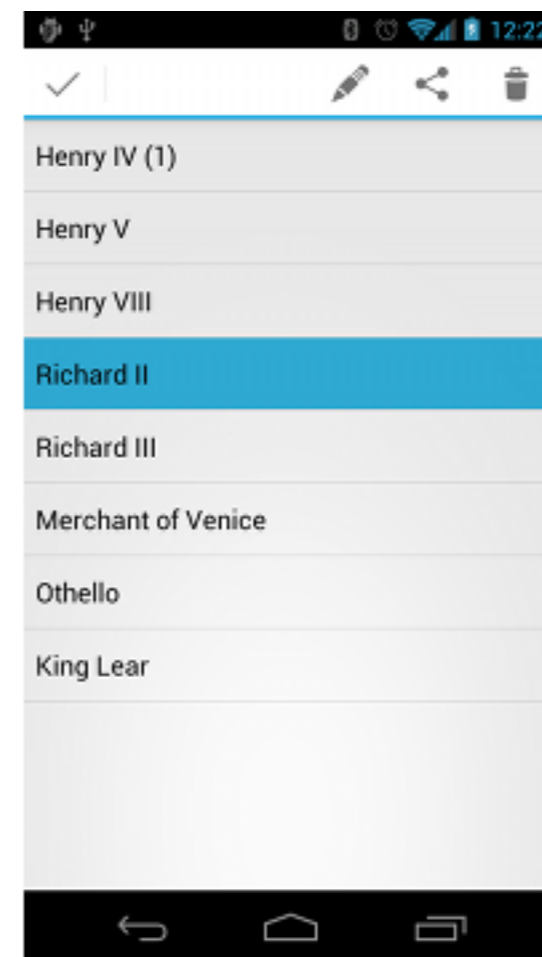 12:22
Henry IV (1)
Henry V
Henry VIII
Richard II
Richard III
Merchant of Venice
Othello
King Lear